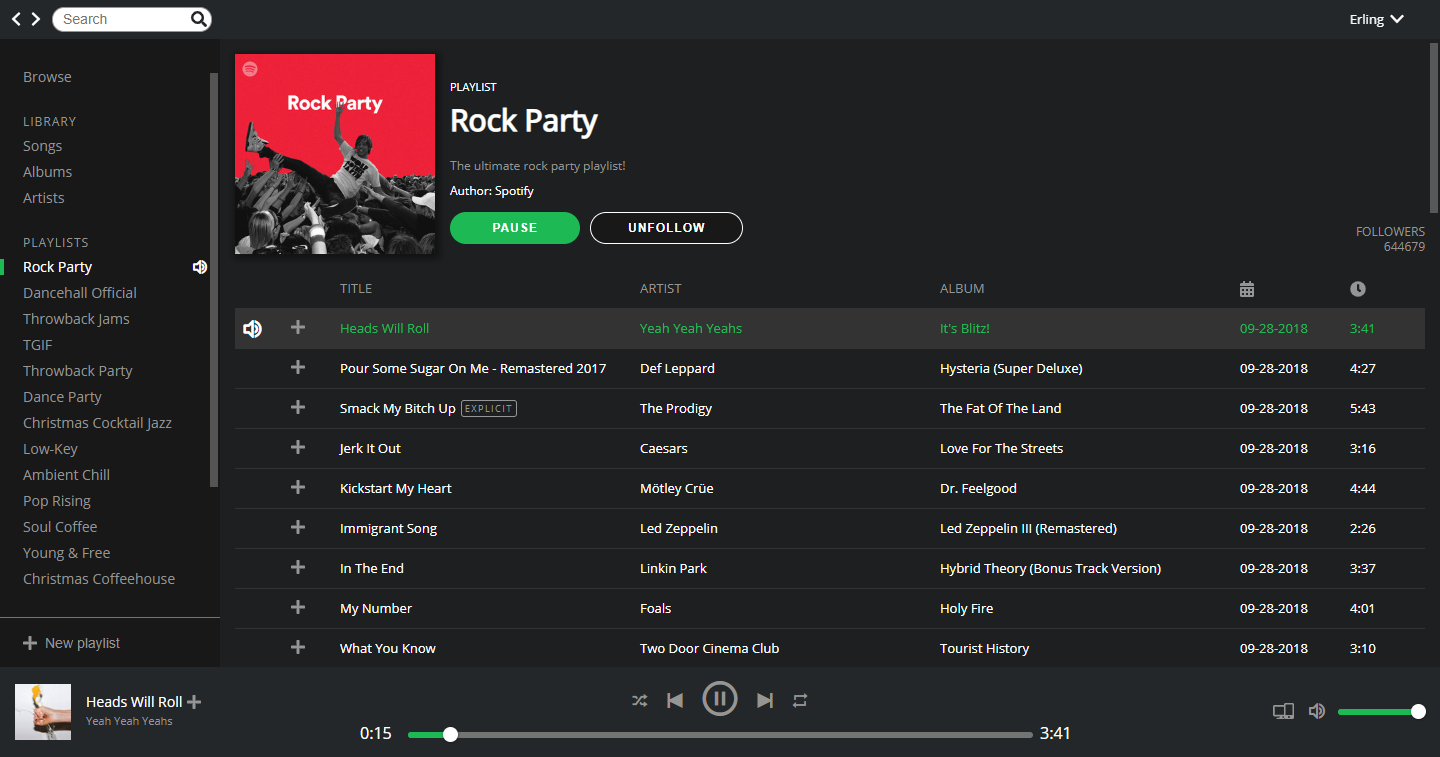 Search
Erling
Browse
LIBRARY
Songs
Albums
Artists
PLAYLISTS
Rock Party
Dancehall Official
Throwback Jams
TGIF
Throwback Party
Dance Party
Christmas Cocktail Jazz
Low-Key
Ambient Chill
Pop Rising
Soul Coffee
Young & Free
Christmas Coffeehouse
New playlist
Rock Party
PLAYLIST
Rock Party
The ultimate rock party playlist!
Author: Spotify
PAUSE UNFOLLOW
FOLLOWERS
644679
TITLE ARTIST ALBUM
Heads Will Roll Yeah Yeah Yeahs It's Blitz! 09-28-2018 3:41
Pour Some Sugar On Me - Remastered 2017 Def Leppard Hysteria (Super Deluxe) 09-28-2018 4:27
Smack My Bitch Up EXPLICIT The Prodigy The Fat Of The Land 09-28-2018 5:43
Jerk It Out Caesars Love For The Streets 09-28-2018 3:16
Kickstart My Heart Mötley Crüe Dr. Feelgood 09-28-2018 4:44
Immigrant Song Led Zeppelin Led Zeppelin III (Remastered) 09-28-2018 2:26
In The End Linkin Park Hybrid Theory (Bonus Track Version) 09-28-2018 3:37
My Number Foals Holy Fire 09-28-2018 4:01
What You Know Two Door Cinema Club Tourist History 09-28-2018 3:10
Heads Will Roll
Yeah Yeah Yeahs
0:15 3:41